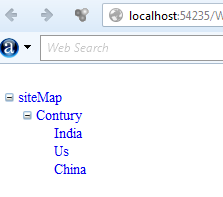 localhost:54235/W
a
Web Search
siteMap
Contury
India
Us
China